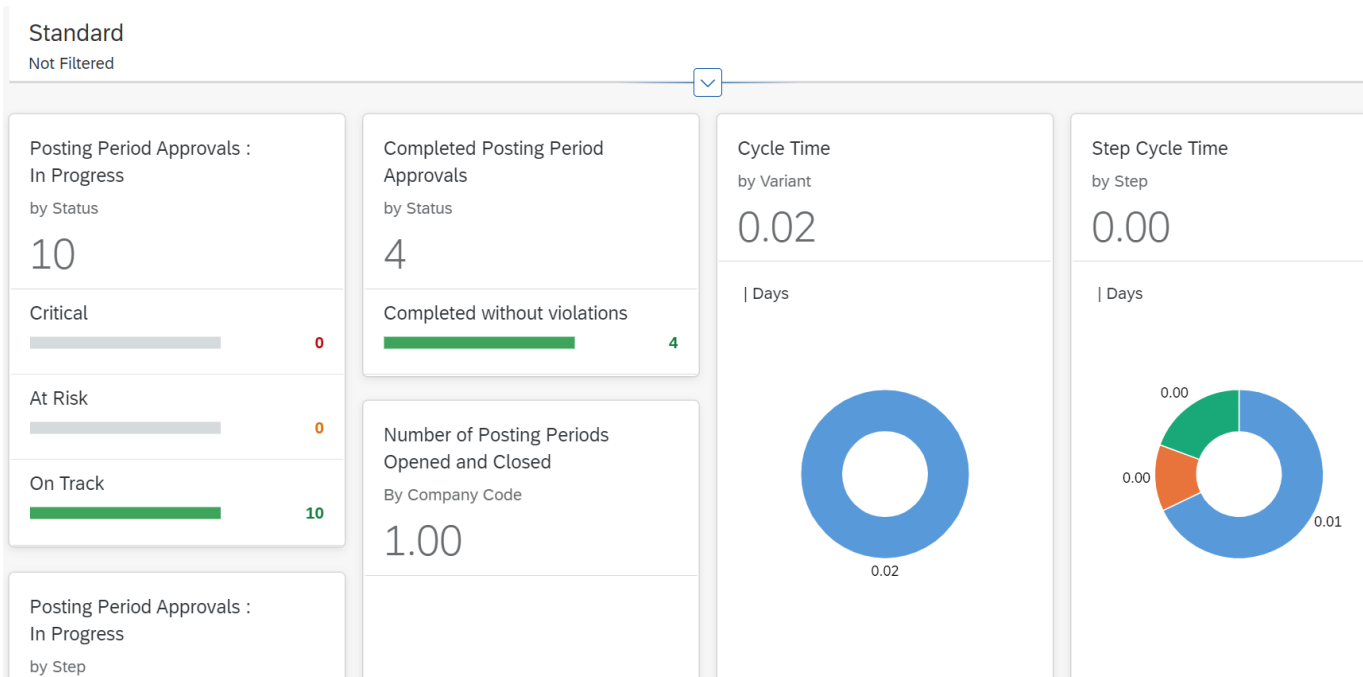 Standard
Not Filtered
Posting Period Approvals :
In Progress
by Status
10
Critical
0
At Risk
0
On Track
10
Posting Period Approvals :
In Progress
by Step
Completed Posting Period
Approvals
by Status
4
Completed without violations
4
Number of Posting Periods
Opened and Closed
By Company Code
1.00
Cycle Time
by Variant
0.02
| Days
0.02
Step Cycle Time
by Step
0.00
| Days
0.00
0.00
0.01